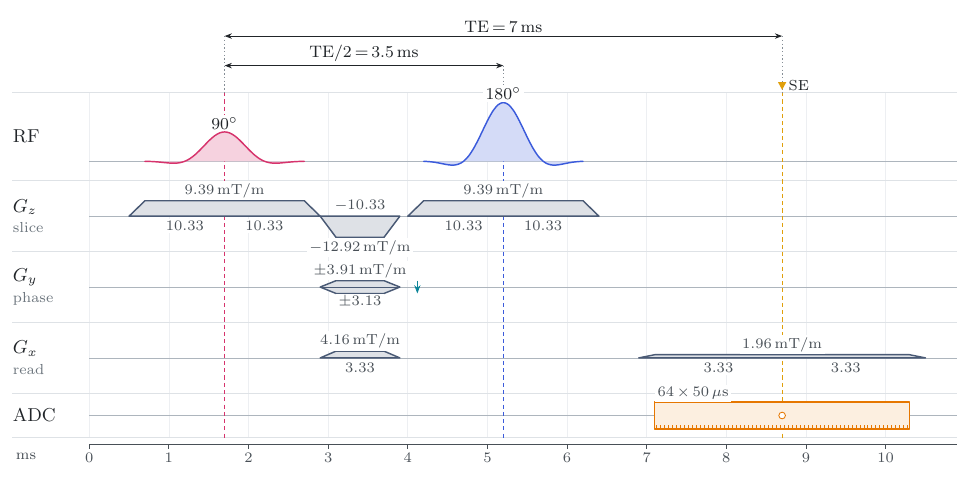 TE = 7 ms
TE/2 = 3.5 ms
SE
180°
90°
RF
9.39 mT/m
9.39 mT/m
−10.33
G_z
slice
10.33
10.33
10.33
10.33
−12.92 mT/m
±3.91 mT/m
G_y
phase
±3.13
4.16 mT/m
1.96 mT/m
G_x
read
3.33
3.33
3.33
64 × 50 μs
ADC
ms
0 1 2 3 4 5 6 7 8 9 10